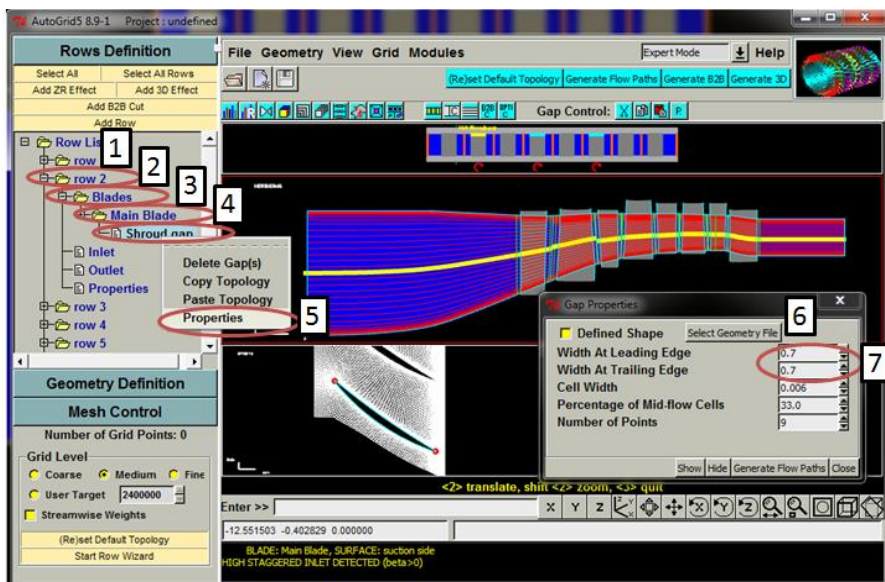 AutoGrid5 8.9-1 Project : undefined
Rows Definition
Select All Select All Rows
Add ZR Effect Add 3D Effect
Add B2B Cut
Add Row
File Geometry View Grid Modules
Expert Mode
Help
(Re)set Default Topology Generate Flow Paths Generate B2B Generate 3D
Gap Control:
Row Lis
row
row 2
Blades
Main Blade
Shroud gap
Inlet
Outlet
Properties
row 3
row 4
row 5
1
2
3
4
Delete Gap(s)
Copy Topology
Paste Topology
Properties
5
Gap Properties
Defined Shape Select Geometry File
6
Width At Leading Edge 0.7
Width At Trailing Edge 0.7
7
Cell Width 0.006
Percentage of Mid-flow Cells 33.0
Number of Points 9
Show Hide Generate Flow Paths Close
Geometry Definition
Mesh Control
Number of Grid Points: 0
Grid Level
Coarse Medium Fine
User Target 2400000
Streamwise Weights
(Re)set Default Topology
Start Row Wizard
<2> translate, shift <2> zoom, <3> quit
Enter >>
X Y Z
-12.551503 -0.402829 0.000000
BLADE: Main Blade, SURFACE: suction side
HIGH STAGGERED INLET DETECTED (beta>0)